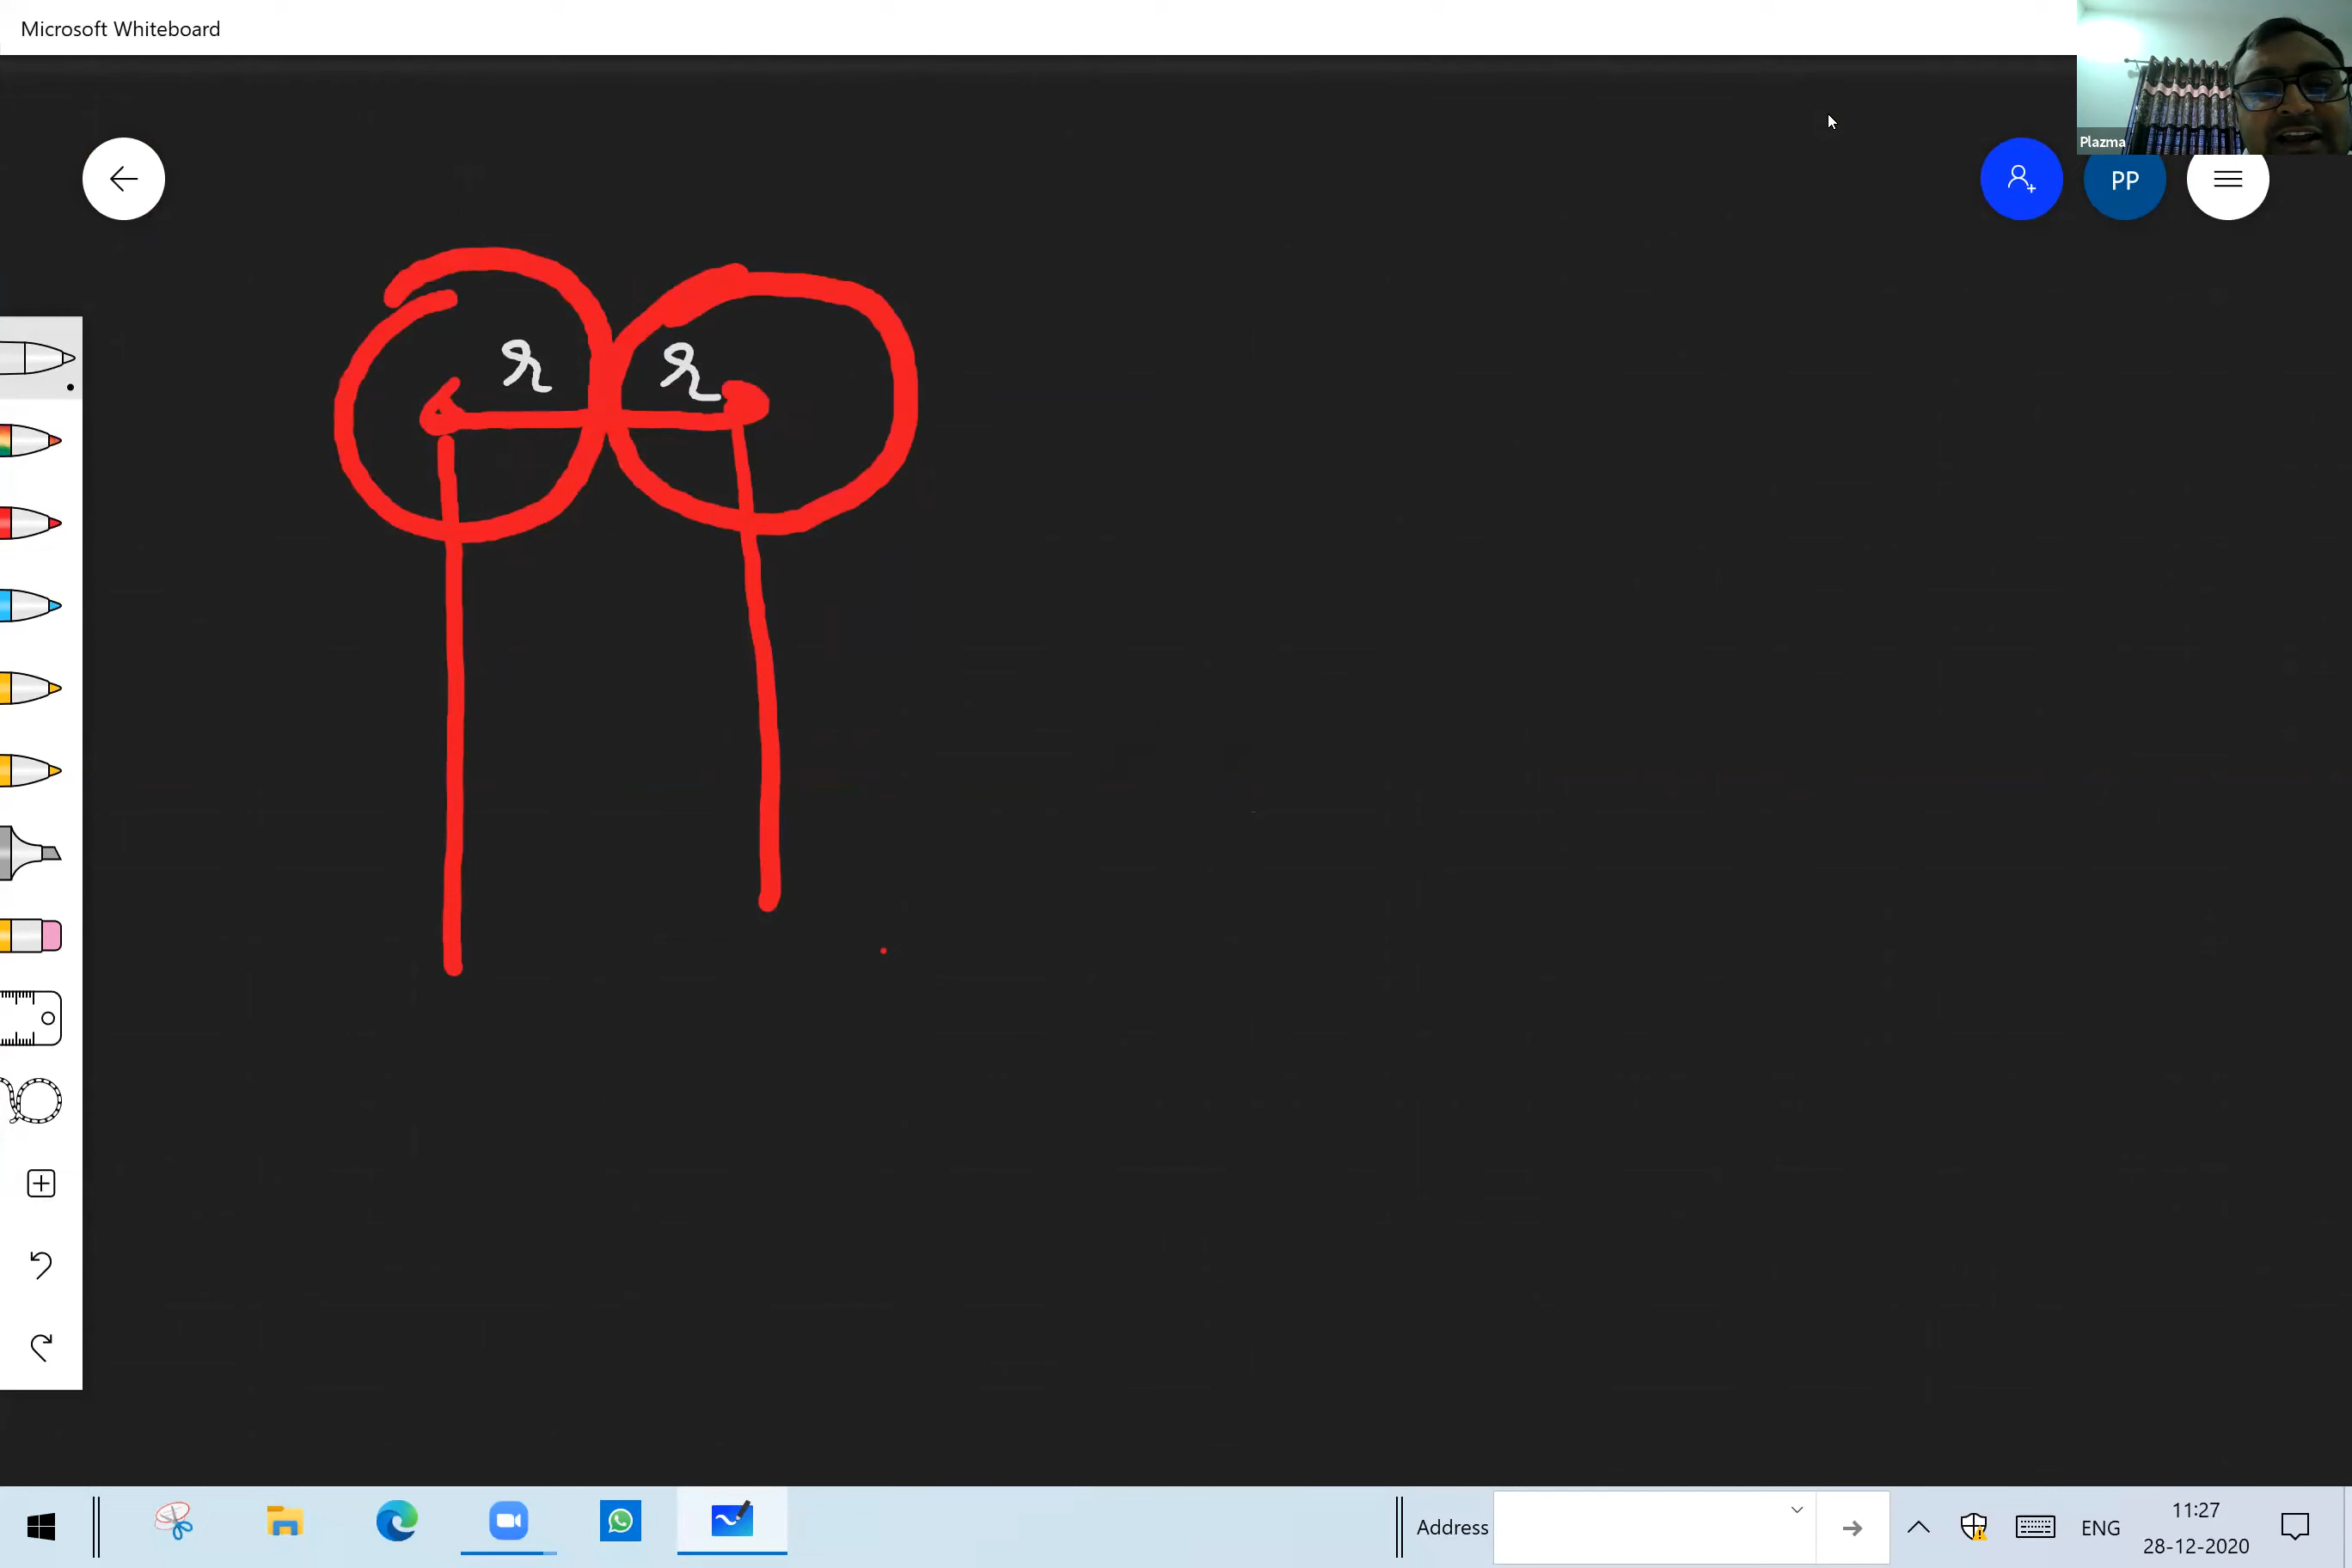 Microsoft Whiteboard
Plazma
PP
r r
Address
ENG
11:27
28-12-2020